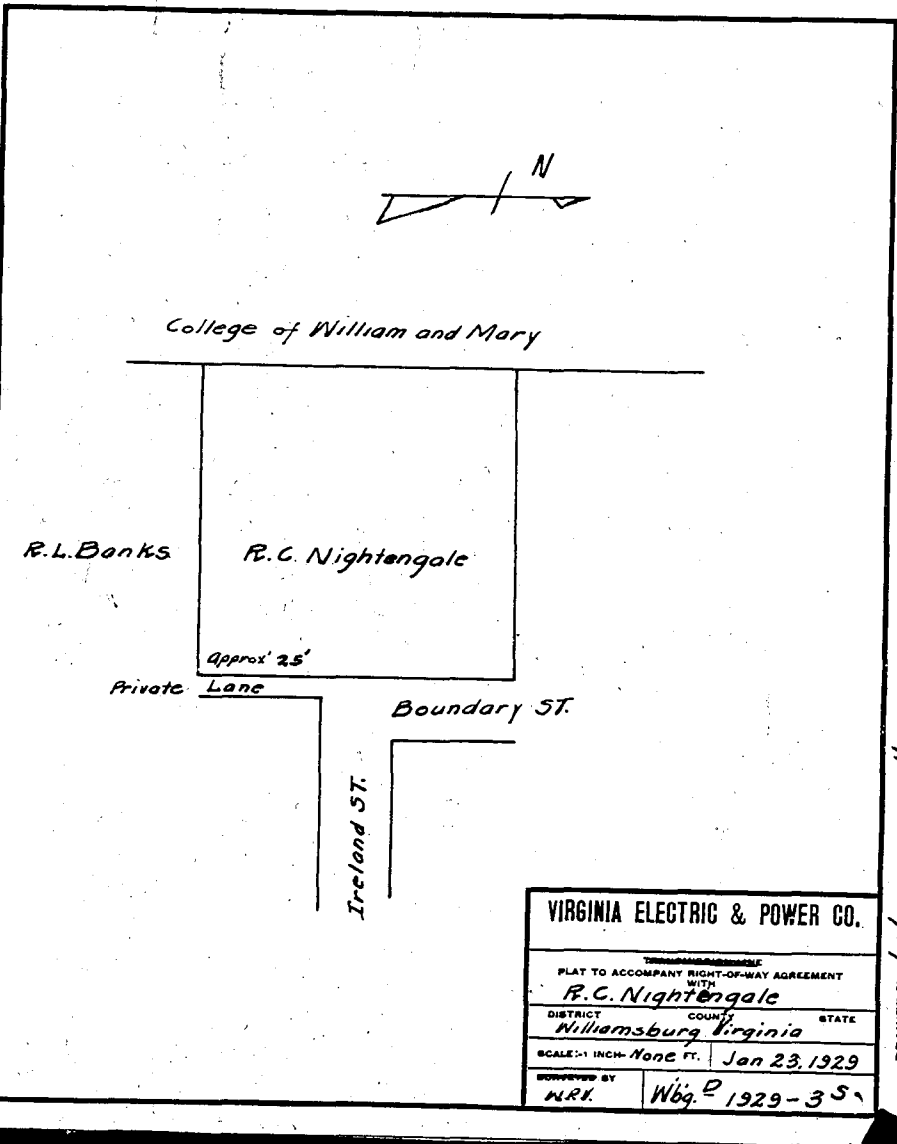 N
College of William and Mary
R.L. Banks
R.C. Nightengale
approx' 25'
Private Lane
Boundary ST.
Ireland ST.
VIRGINIA ELECTRIC & POWER CO.
PLAT TO ACCOMPANY RIGHT-OF-WAY AGREEMENT
WITH
R.C. Nightengale
DISTRICT COUNTY STATE
Williamsburg Virginia
SCALE:-1 INCH- None FT. Jan 23, 1929
SURVEYED BY
Wbg. D 1929-3 S